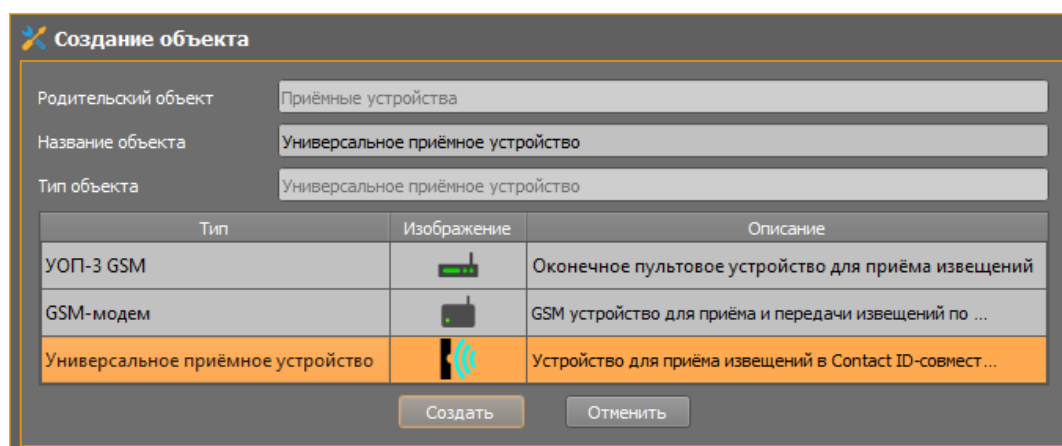 Создание объекта
Родительский объект Приёмные устройства
Название объекта Универсальное приёмное устройство
Тип объекта Универсальное приёмное устройство
Тип Изображение Описание
УОП-3 GSM Оконечное пультовое устройство для приёма извещений
GSM-модем GSM устройство для приёма и передачи извещений по ...
Универсальное приёмное устройство Устройство для приёма извещений в Contact ID-совмест...
Создать Отменить